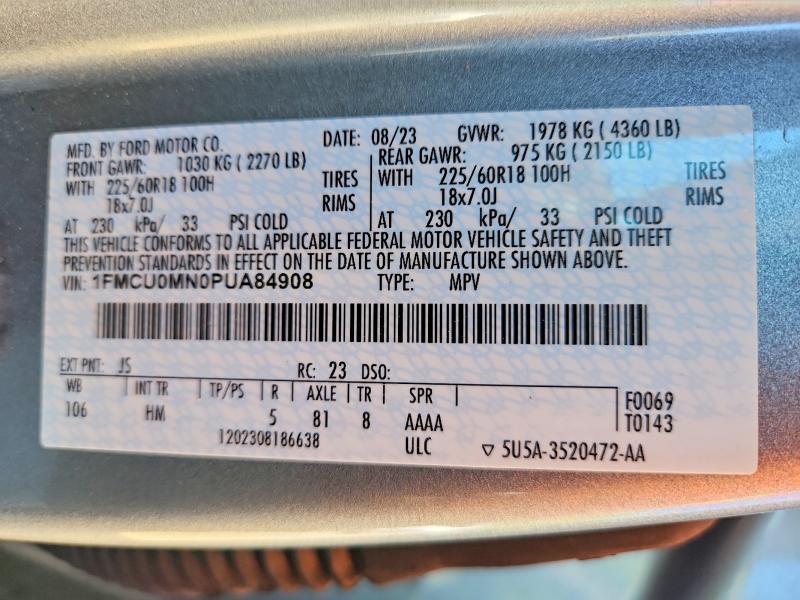 MFD. BY FORD MOTOR CO. DATE: 08/23 GVWR: 1978 KG ( 4360 LB)
FRONT GAWR: 1030 KG ( 2270 LB) REAR GAWR: 975 KG ( 2150 LB)
WITH 225/60R18 100H TIRES WITH 225/60R18 100H TIRES
18x7.0J RIMS 18x7.0J RIMS
AT 230 kPa/ 33 PSI COLD AT 230 kPa/ 33 PSI COLD
THIS VEHICLE CONFORMS TO ALL APPLICABLE FEDERAL MOTOR VEHICLE SAFETY AND THEFT
PREVENTION STANDARDS IN EFFECT ON THE DATE OF MANUFACTURE SHOWN ABOVE.
VIN: 1FMCU0MN0PUA84908 TYPE: MPV
EXT PNT: JS RC: 23 DSO:
WB INT TR TP/PS R AXLE TR SPR F0069
106 HM 5 81 8 AAAA T0143
1202308186638 ULC ▽ 5U5A-3520472-AA